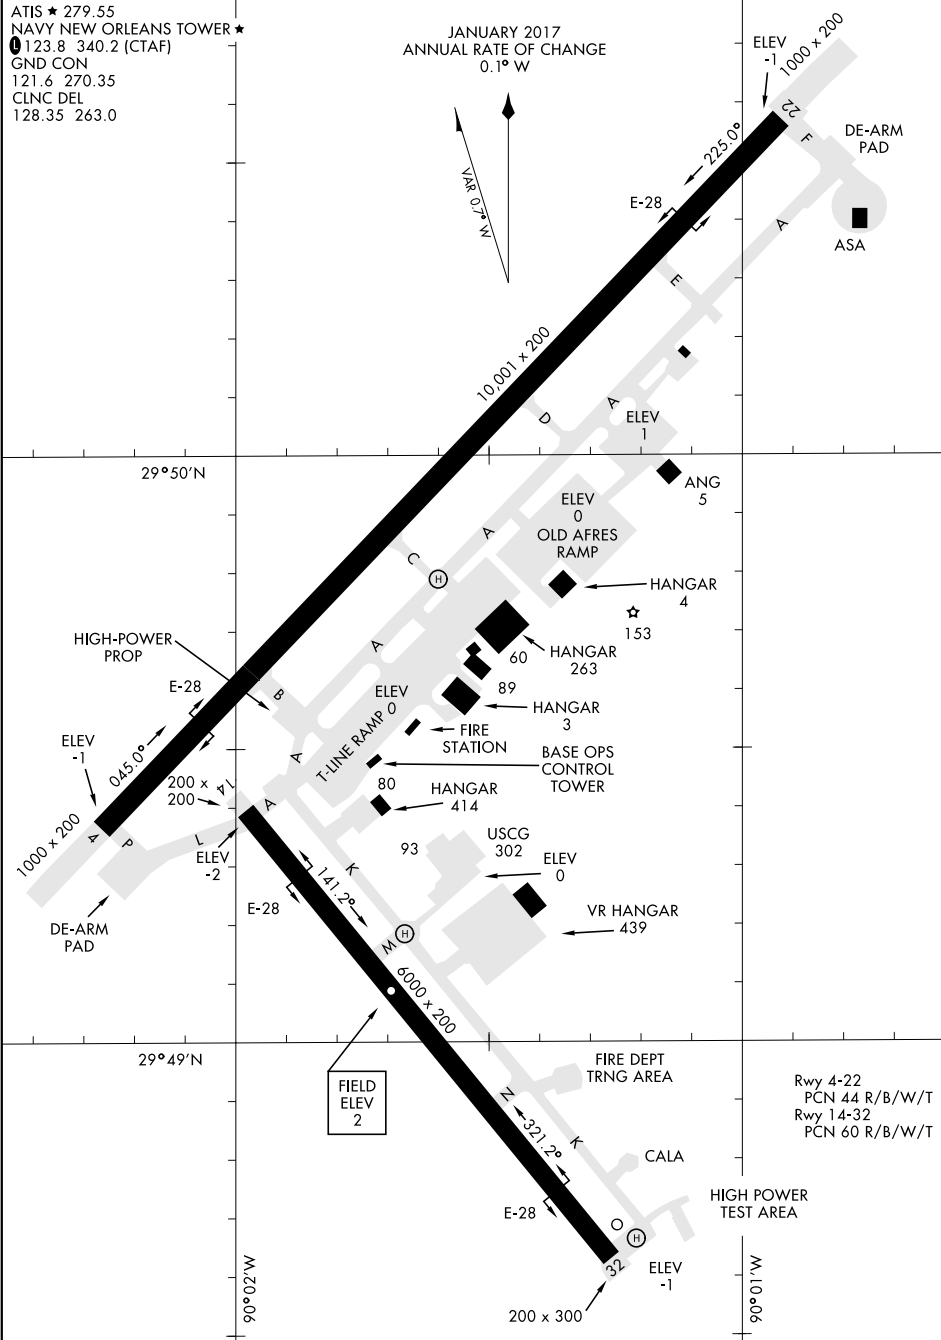 ATIS ★ 279.55
NAVY NEW ORLEANS TOWER ★
L 123.8 340.2 (CTAF)
GND CON
121.6 270.35
CLNC DEL
128.35 263.0
JANUARY 2017
ANNUAL RATE OF CHANGE
0.1° W
VAR 0.7° W
ELEV
-1
1000 x 200
22
F
DE-ARM
PAD
225.0°
E-28
A
ASA
E
10,001 x 200
D
A
ELEV
1
29°50'N
ANG
5
ELEV
0
OLD AFRES
RAMP
A
C
H
HANGAR
4
153
HIGH-POWER
PROP
A
60
HANGAR
263
E-28
B
ELEV
0
89
HANGAR
3
T-LINE RAMP
FIRE
STATION
ELEV
-1
045.0°
A
BASE OPS
CONTROL
TOWER
200 x
200
14
80
HANGAR
414
A
1000 x 200
4
P
L
ELEV
-2
93
USCG
302
ELEV
0
K
141.2°
E-28
VR HANGAR
439
DE-ARM
PAD
M
H
6000 x 200
29°49'N
FIRE DEPT
TRNG AREA
FIELD
ELEV
2
Rwy 4-22
PCN 44 R/B/W/T
Rwy 14-32
PCN 60 R/B/W/T
N
321.2°
K
CALA
HIGH POWER
TEST AREA
E-28
H
32
ELEV
-1
200 x 300
90°02'W
90°01'W